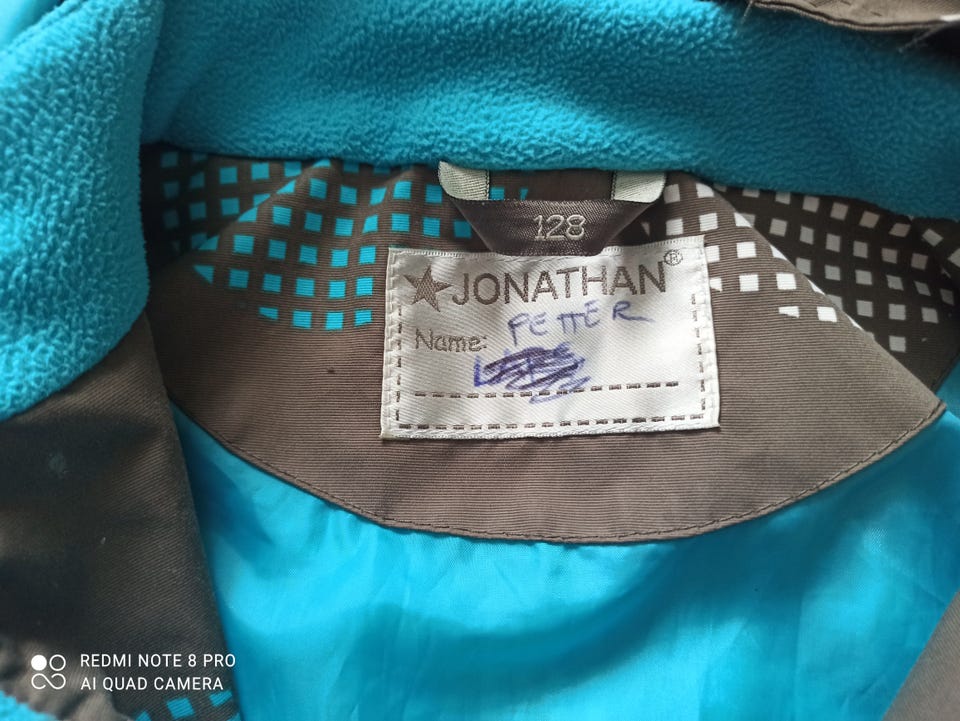 128
JONATHAN®
Name: PETTER
REDMI NOTE 8 PRO
AI QUAD CAMERA